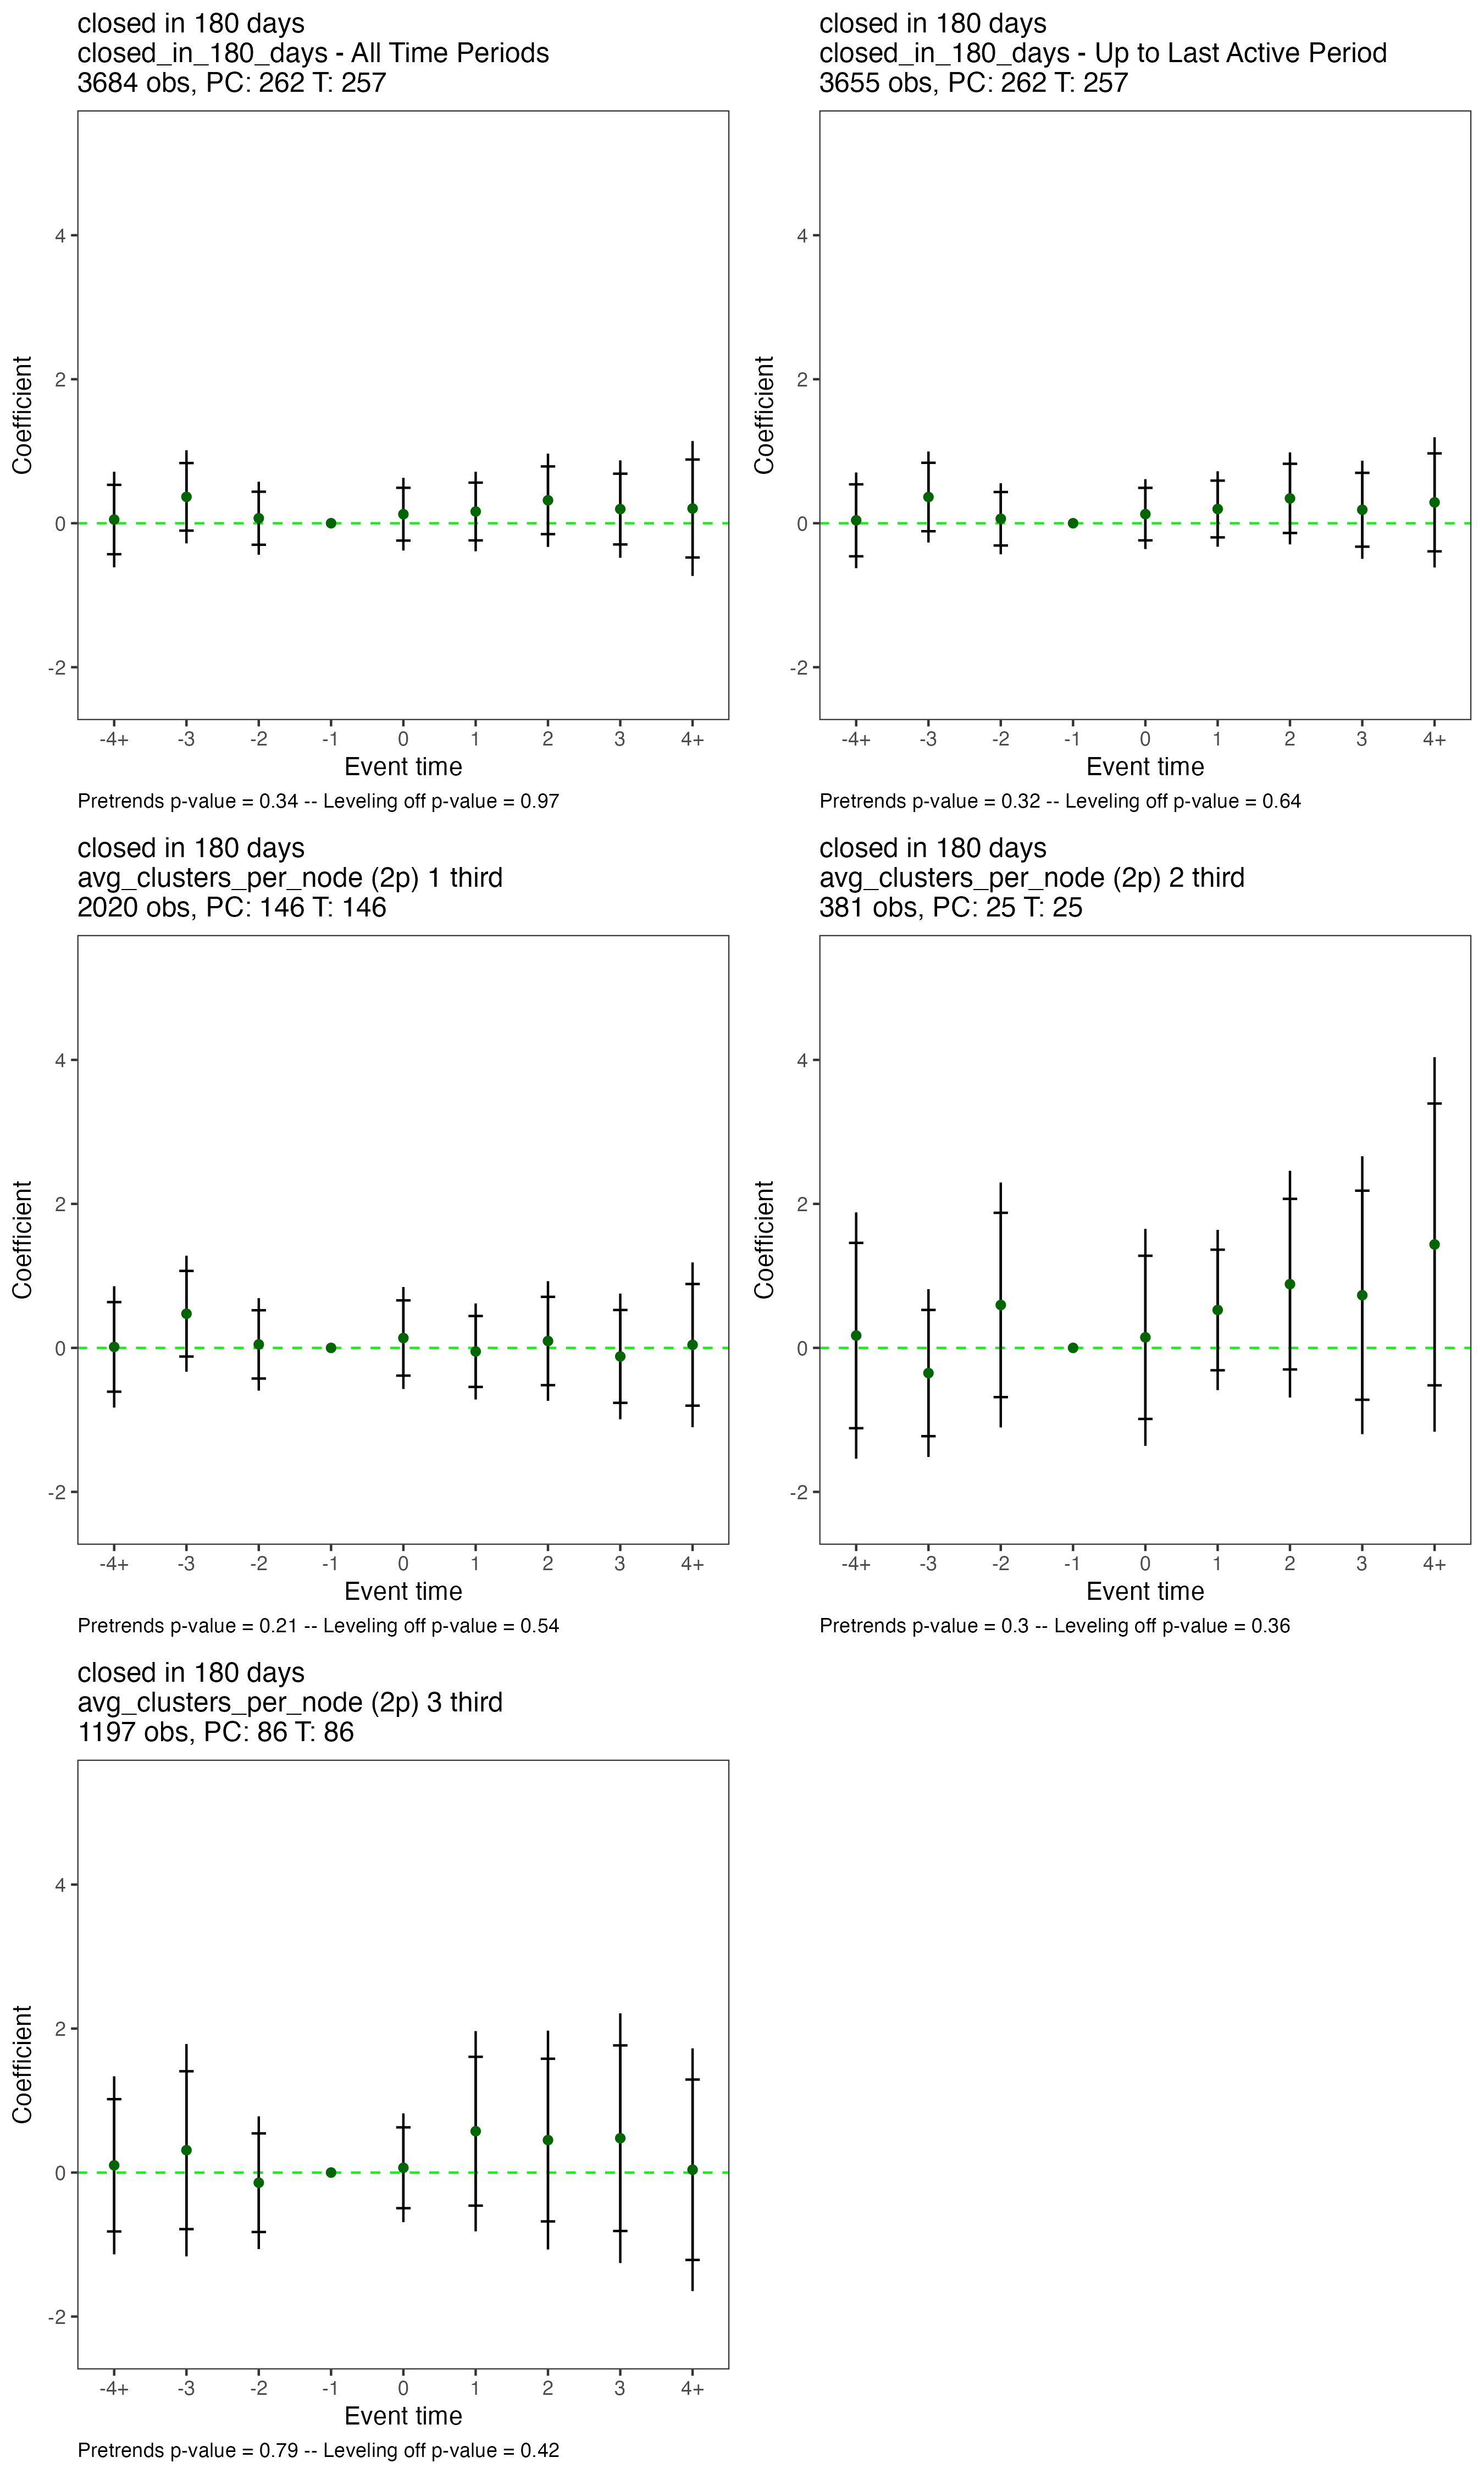 closed in 180 days
closed_in_180_days - All Time Periods
3684 obs, PC: 262 T: 257
Coefficient
4
2
0
-2
-4+ -3 -2 -1 0 1 2 3 4+
Event time
Pretrends p-value = 0.34 -- Leveling off p-value = 0.97
closed in 180 days
closed_in_180_days - Up to Last Active Period
3655 obs, PC: 262 T: 257
Coefficient
4
2
0
-2
-4+ -3 -2 -1 0 1 2 3 4+
Event time
Pretrends p-value = 0.32 -- Leveling off p-value = 0.64
closed in 180 days
avg_clusters_per_node (2p) 1 third
2020 obs, PC: 146 T: 146
Coefficient
4
2
0
-2
-4+ -3 -2 -1 0 1 2 3 4+
Event time
Pretrends p-value = 0.21 -- Leveling off p-value = 0.54
closed in 180 days
avg_clusters_per_node (2p) 2 third
381 obs, PC: 25 T: 25
Coefficient
4
2
0
-2
-4+ -3 -2 -1 0 1 2 3 4+
Event time
Pretrends p-value = 0.3 -- Leveling off p-value = 0.36
closed in 180 days
avg_clusters_per_node (2p) 3 third
1197 obs, PC: 86 T: 86
Coefficient
4
2
0
-2
-4+ -3 -2 -1 0 1 2 3 4+
Event time
Pretrends p-value = 0.79 -- Leveling off p-value = 0.42